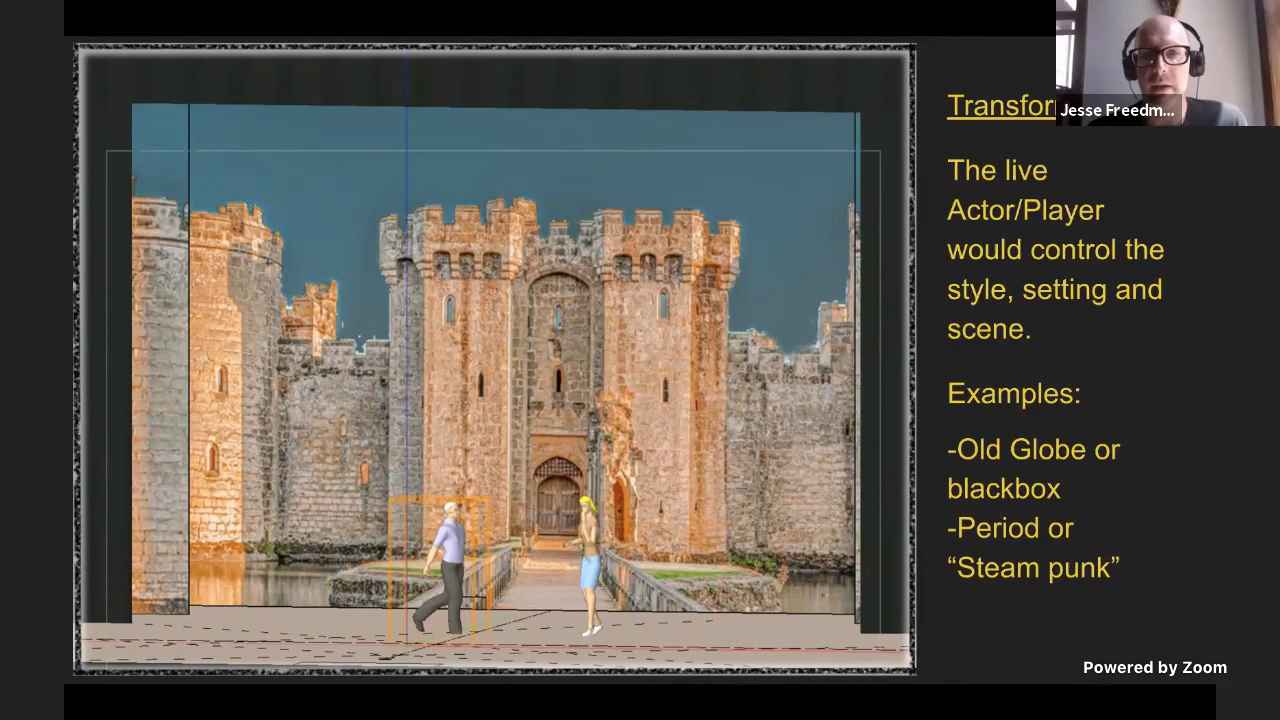 Transfor
Jesse Freedm...
The live
Actor/Player
would control the
style, setting and
scene.
Examples:
-Old Globe or
blackbox
-Period or
“Steam punk”
Powered by Zoom